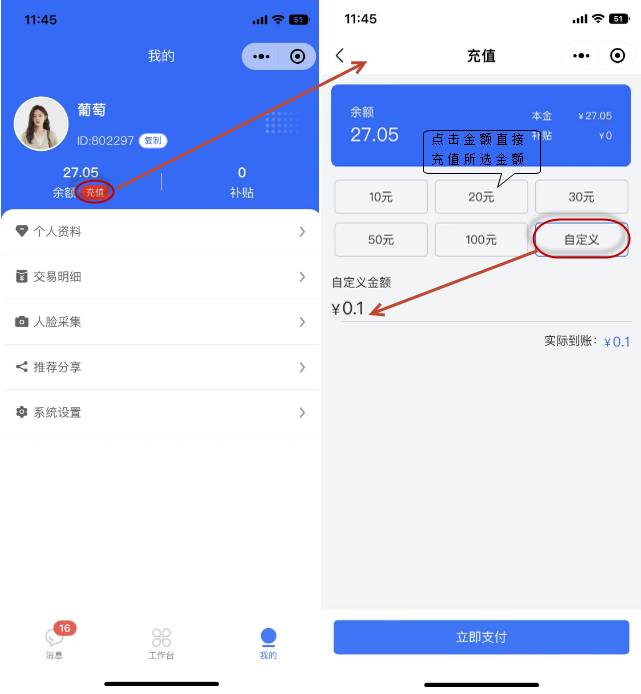 11:45
51
我的
葡萄
ID:802297
复制
27.05
余额
充值
0
补贴
个人资料
交易明细
人脸采集
推荐分享
系统设置
16
消息
工作台
我的
11:45
51
充值
余额
27.05
本金
¥27.05
补贴
¥0
点击金额直接
充值所选金额
10元
20元
30元
50元
100元
自定义
自定义金额
¥0.1
实际到账：¥0.1
立即支付